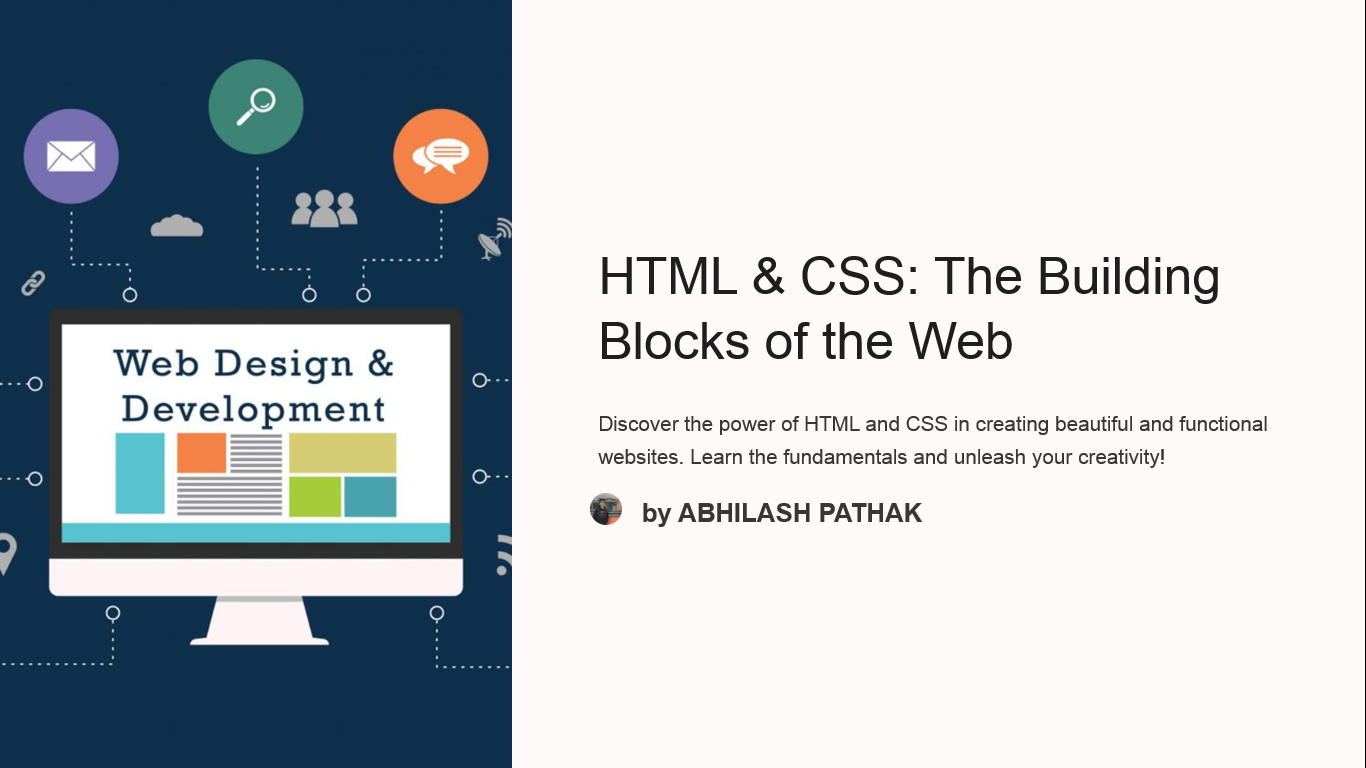 Web Design &
Development
HTML & CSS: The Building
Blocks of the Web
Discover the power of HTML and CSS in creating beautiful and functional
websites. Learn the fundamentals and unleash your creativity!
by ABHILASH PATHAK